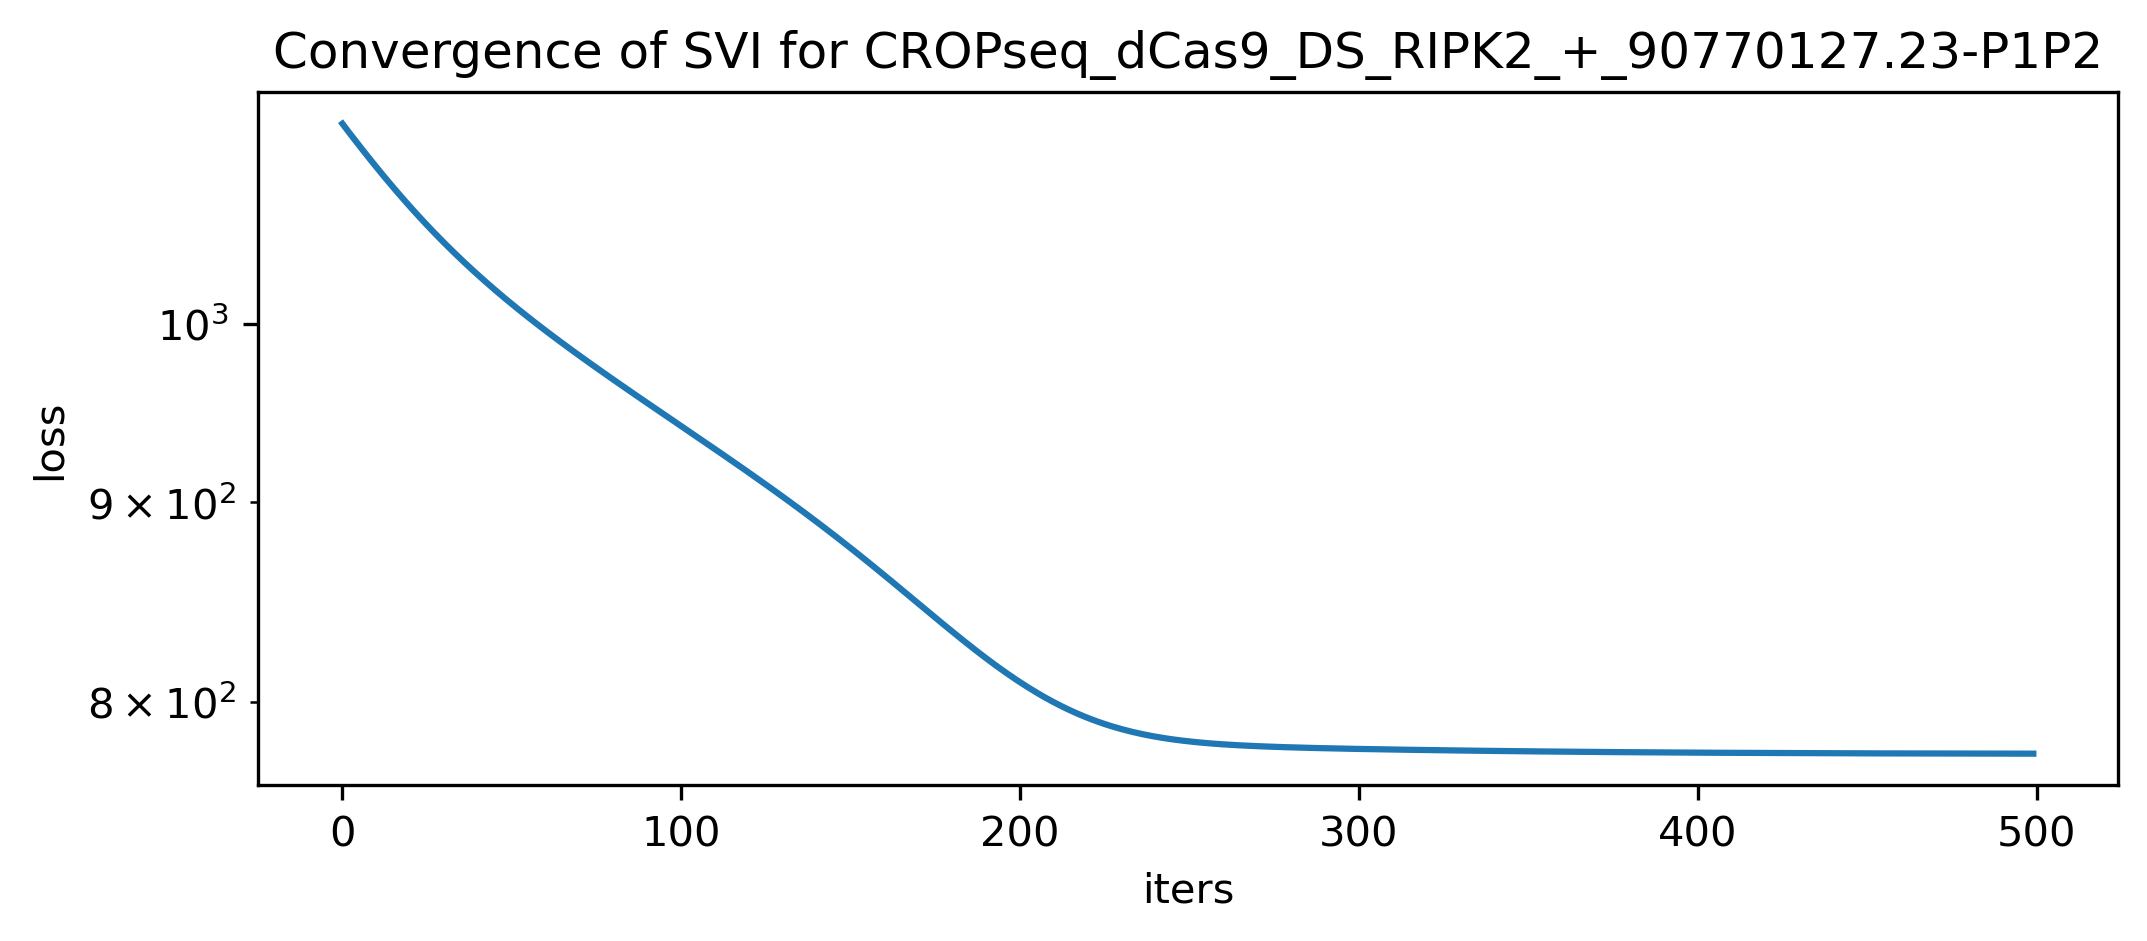 Convergence of SVI for CROPseq_dCas9_DS_RIPK2_+_90770127.23-P1P2
10³
9 × 10²
8 × 10²
loss
0 100 200 300 400 500
iters